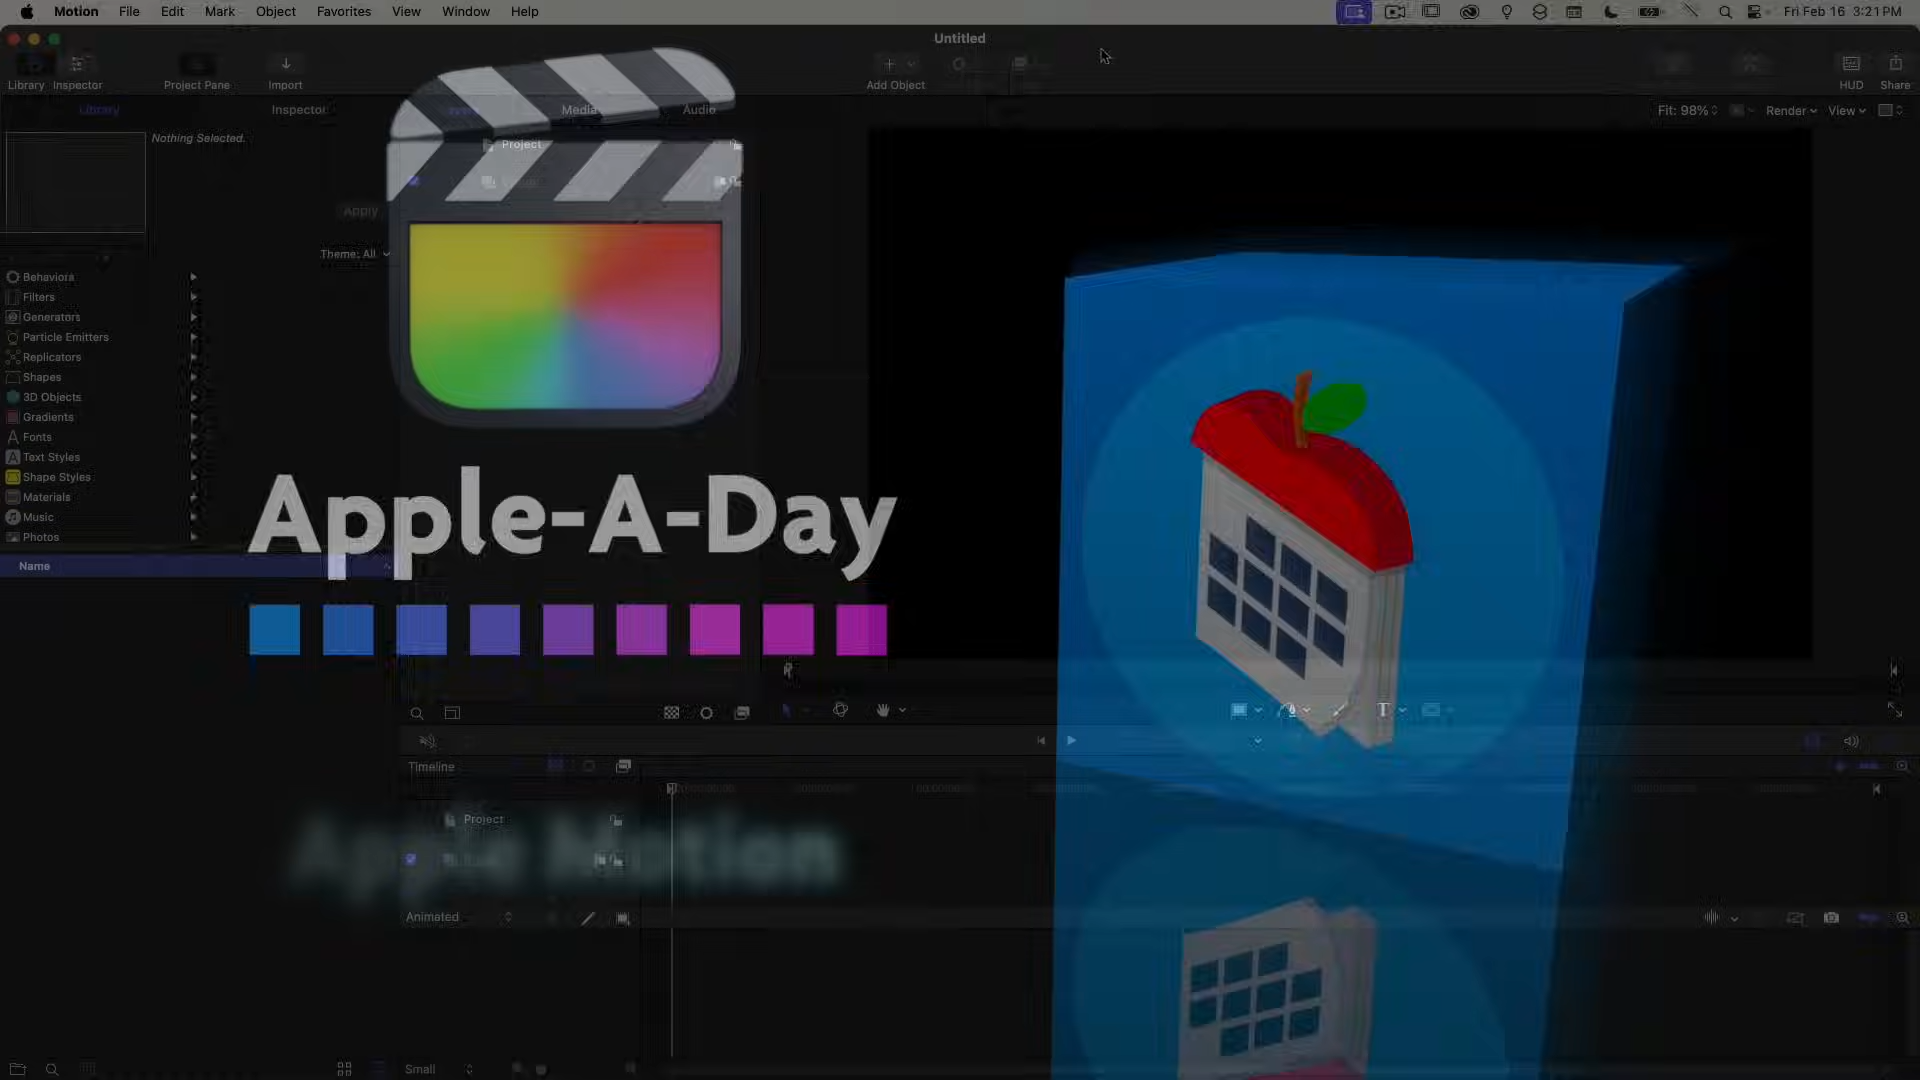 Motion File Edit Mark Object Favorites View Window Help Fri Feb 16 3:21 PM
Untitled
Library Inspector Project Pane Import Add Object HUD Share
Library Inspector Media Audio Fit: 98% Render View
Nothing Selected.
Project
Apply
Theme: All
Behaviors
Filters
Generators
Particle Emitters
Replicators
Shapes
3D Objects
Gradients
Fonts
Text Styles
Shape Styles
Materials
Music
Photos
Name
Apple-A-Day
Timeline
Project
Apple Motion
Animated
Small